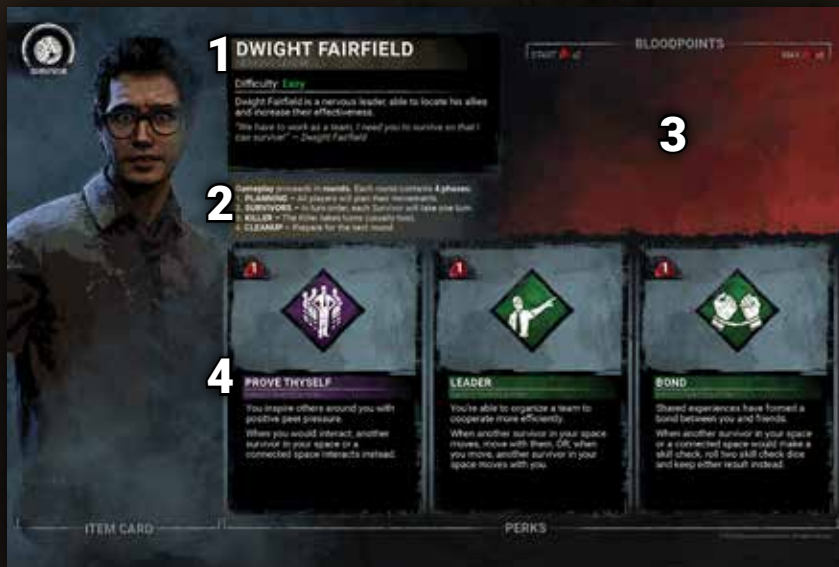 SURVIVOR
1
DWIGHT FAIRFIELD
Difficulty: Easy
Dwight Fairfield is a nervous leader, able to locate his allies
and increase their effectiveness.
"We have to work as a team, I need you to survive so that I
can survive!" – Dwight Fairfield
BLOODPOINTS
START x2
MAX
3
2
Gameplay proceeds in rounds. Each round contains 4 phases:
1. PLANNING – All players will plan their movements.
2. SURVIVORS – In turn order, each Survivor will take one turn.
3. KILLER – The Killer takes turns (usually two).
4. CLEANUP – Prepare for the next round.
4
1
PROVE THYSELF
You inspire others around you with
positive peer pressure.
When you would interact, another
survivor in your space or a
connected space interacts instead.
1
LEADER
You're able to organize a team to
cooperate more efficiently.
When another survivor in your space
moves, move with them, OR, when
you move, another survivor in your
space moves with you.
1
BOND
Shared experiences have formed a
bond between you and friends.
When another survivor in your space
or a connected space would make a
skill check, roll two skill check dice
and keep either result instead.
ITEM CARD
PERKS